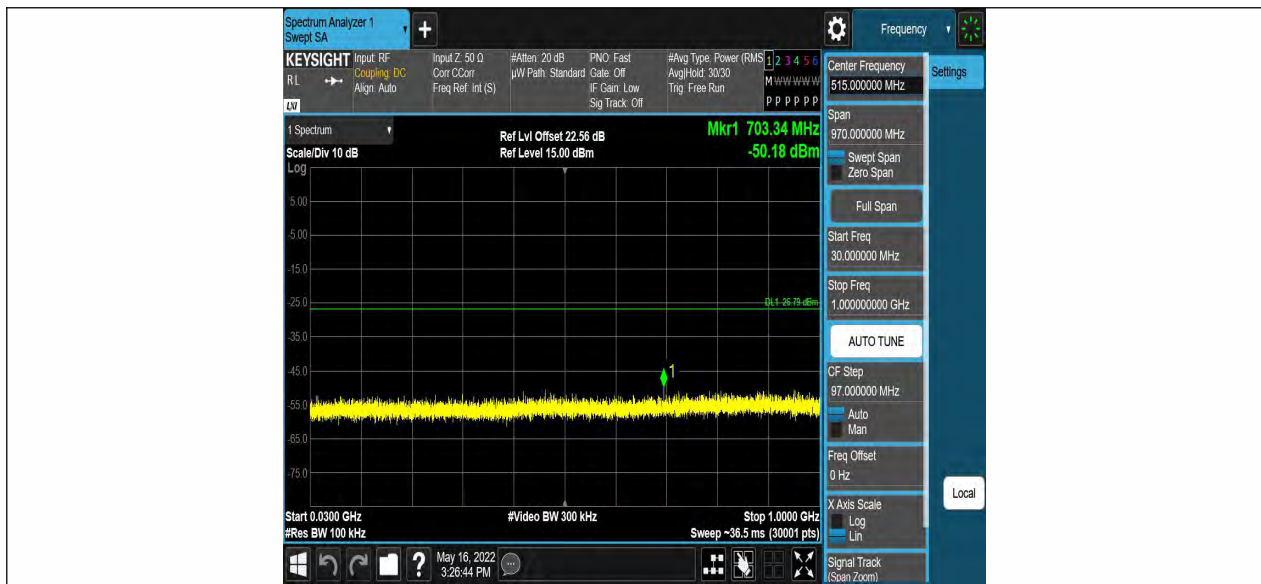 Spectrum Analyzer 1
Swept SA
+
Frequency
KEYSIGHT
RL
LXI
Input: RF
Coupling: DC
Align: Auto
Input Z: 50 Ω
Corr CCorr
Freq Ref: Int (S)
#Atten: 20 dB
µW Path: Standard
PNO: Fast
Gate: Off
IF Gain: Low
Sig Track: Off
#Avg Type: Power (RMS
Avg|Hold: 30/30
Trig: Free Run
1 2 3 4 5 6
M W W W W W
P P P P P P
1 Spectrum
Scale/Div 10 dB
Ref Lvl Offset 22.56 dB
Ref Level 15.00 dBm
Mkr1 703.34 MHz
-50.18 dBm
Log
5.00
-5.00
-15.0
-25.0
DL1 -26.79 dBm
-35.0
-45.0
1
-55.0
-65.0
-75.0
Start 0.0300 GHz
#Res BW 100 kHz
#Video BW 300 kHz
Stop 1.0000 GHz
Sweep ~36.5 ms (30001 pts)
?
May 16, 2022
3:26:44 PM
Center Frequency
515.000000 MHz
Span
970.000000 MHz
Swept Span
Zero Span
Full Span
Start Freq
30.000000 MHz
Stop Freq
1.000000000 GHz
AUTO TUNE
CF Step
97.000000 MHz
Auto
Man
Freq Offset
0 Hz
X Axis Scale
Log
Lin
Signal Track
(Span Zoom)
Settings
Local